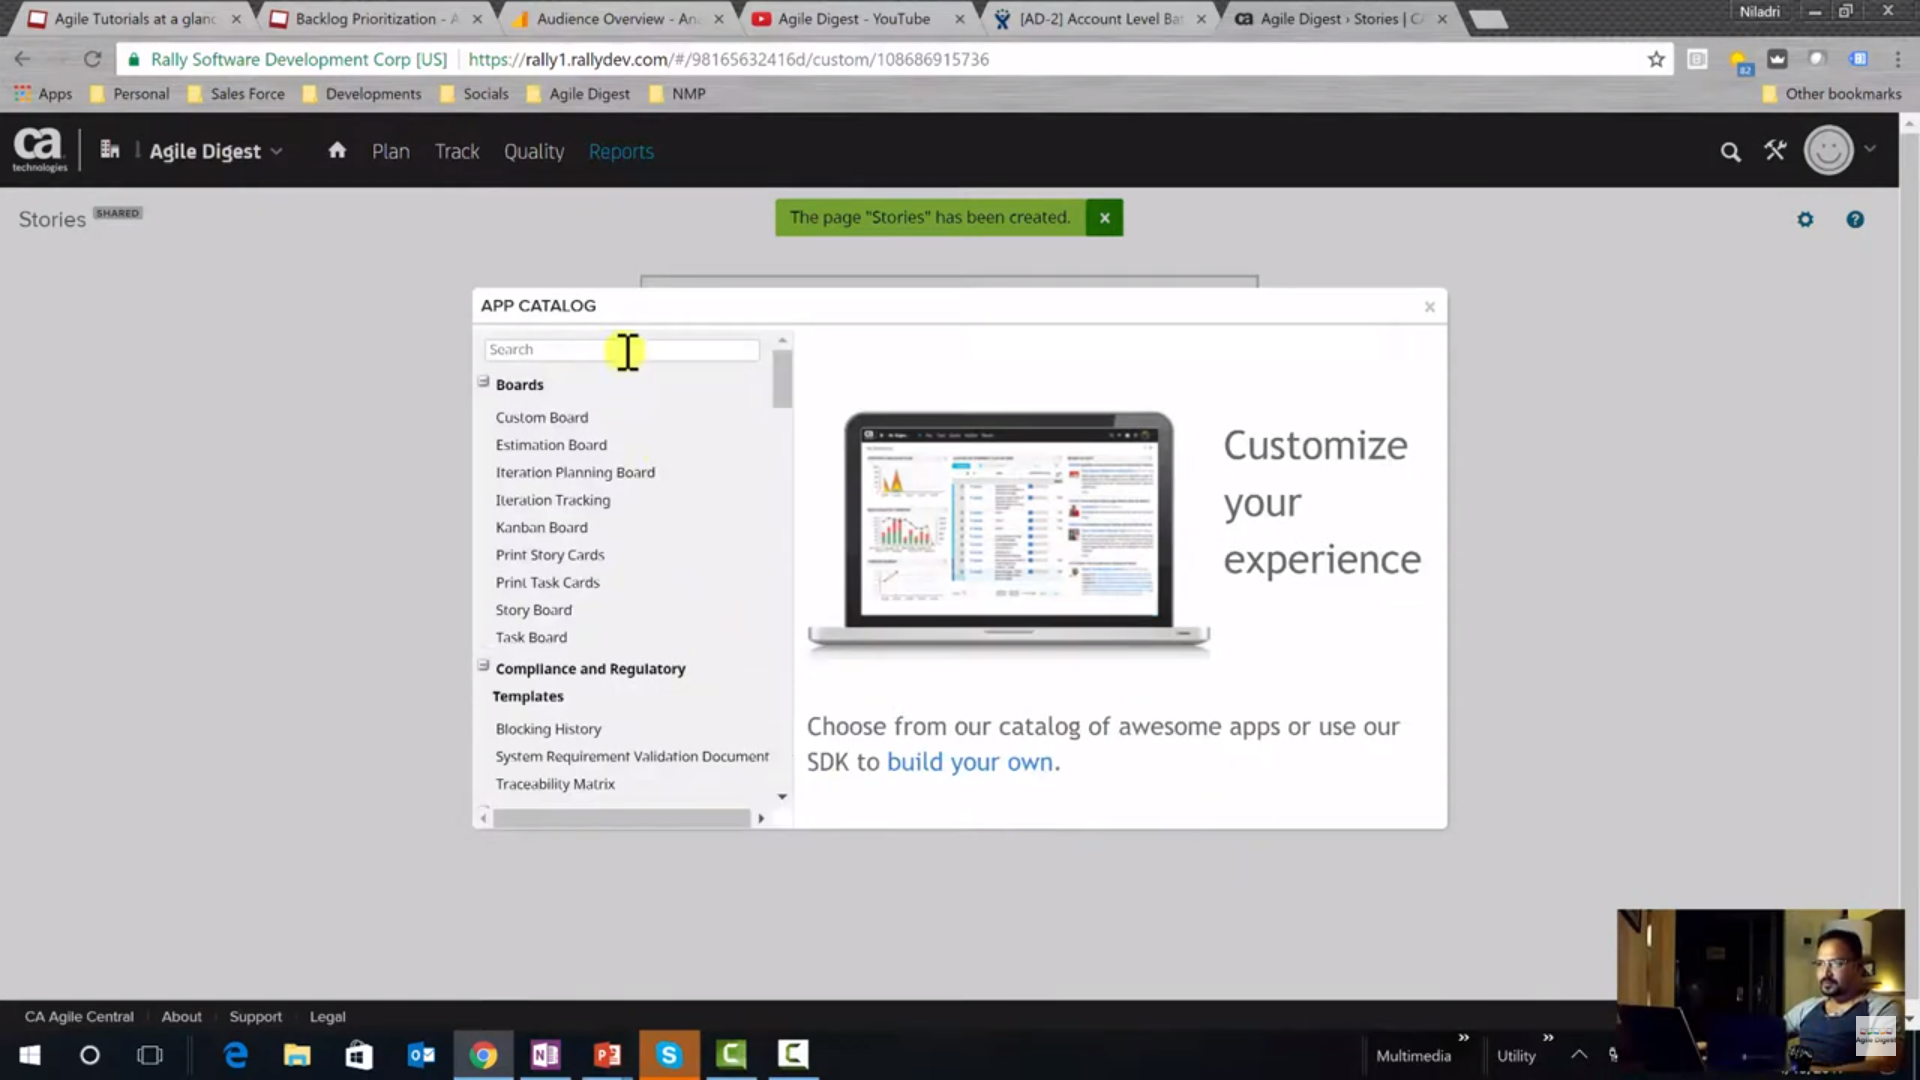 Agile Tutorials at a glanc
Backlog Prioritization - A
Audience Overview - Ana
Agile Digest - YouTube
[AD-2] Account Level Bat
Agile Digest › Stories | CA
Niladri
Rally Software Development Corp [US]
https://rally1.rallydev.com/#/98165632416d/custom/108686915736
82
Apps
Personal
Sales Force
Developments
Socials
Agile Digest
NMP
Other bookmarks
ca
technologies
Agile Digest
Plan
Track
Quality
Reports
Stories SHARED
The page "Stories" has been created.
APP CATALOG
Search
Boards
Custom Board
Estimation Board
Iteration Planning Board
Iteration Tracking
Kanban Board
Print Story Cards
Print Task Cards
Story Board
Task Board
Compliance and Regulatory
Templates
Blocking History
System Requirement Validation Document
Traceability Matrix
Customize
your
experience
Choose from our catalog of awesome apps or use our
SDK to build your own.
CA Agile Central
About
Support
Legal
Multimedia
Utility
Agile Digest